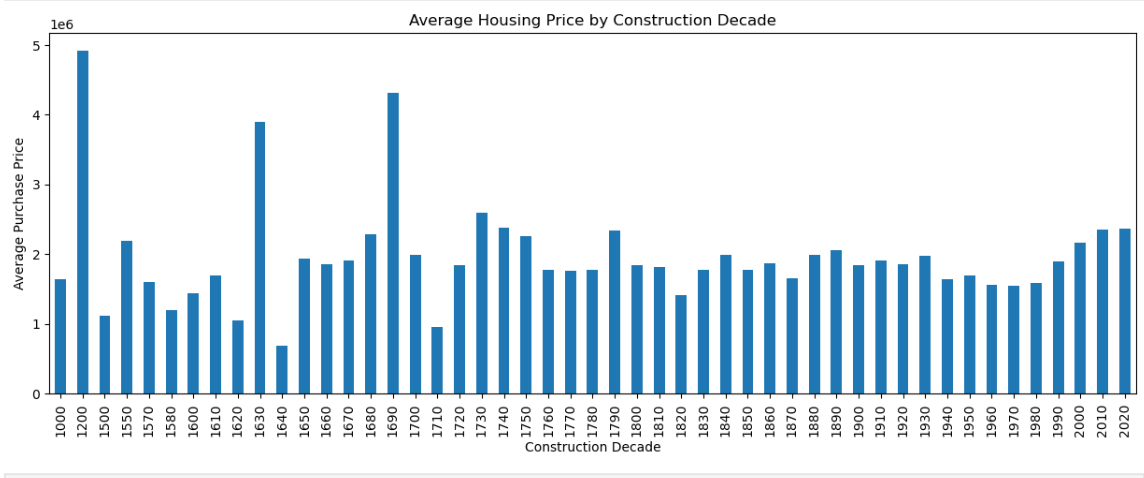 Average Housing Price by Construction Decade
1e6
5
4
3
2
1
0
Average Purchase Price
1000 1200 1500 1550 1570 1580 1600 1610 1620 1630 1640 1650 1660 1670 1680 1690 1700 1710 1720 1730 1740 1750 1760 1770 1780 1790 1800 1810 1820 1830 1840 1850 1860 1870 1880 1890 1900 1910 1920 1930 1940 1950 1960 1970 1980 1990 2000 2010 2020
Construction Decade